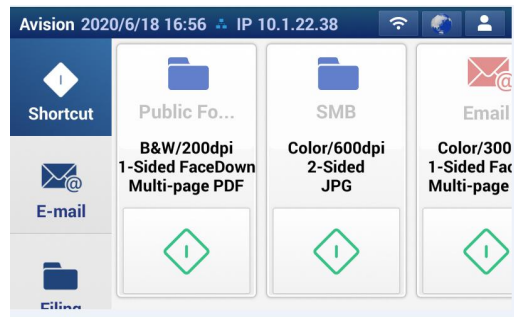 Avision 2020/6/18 16:56 IP 10.1.22.38
Shortcut
E-mail
Filing
Public Fo...
B&W/200dpi
1-Sided FaceDown
Multi-page PDF
SMB
Color/600dpi
2-Sided
JPG
Email
Color/300
1-Sided Fac
Multi-page